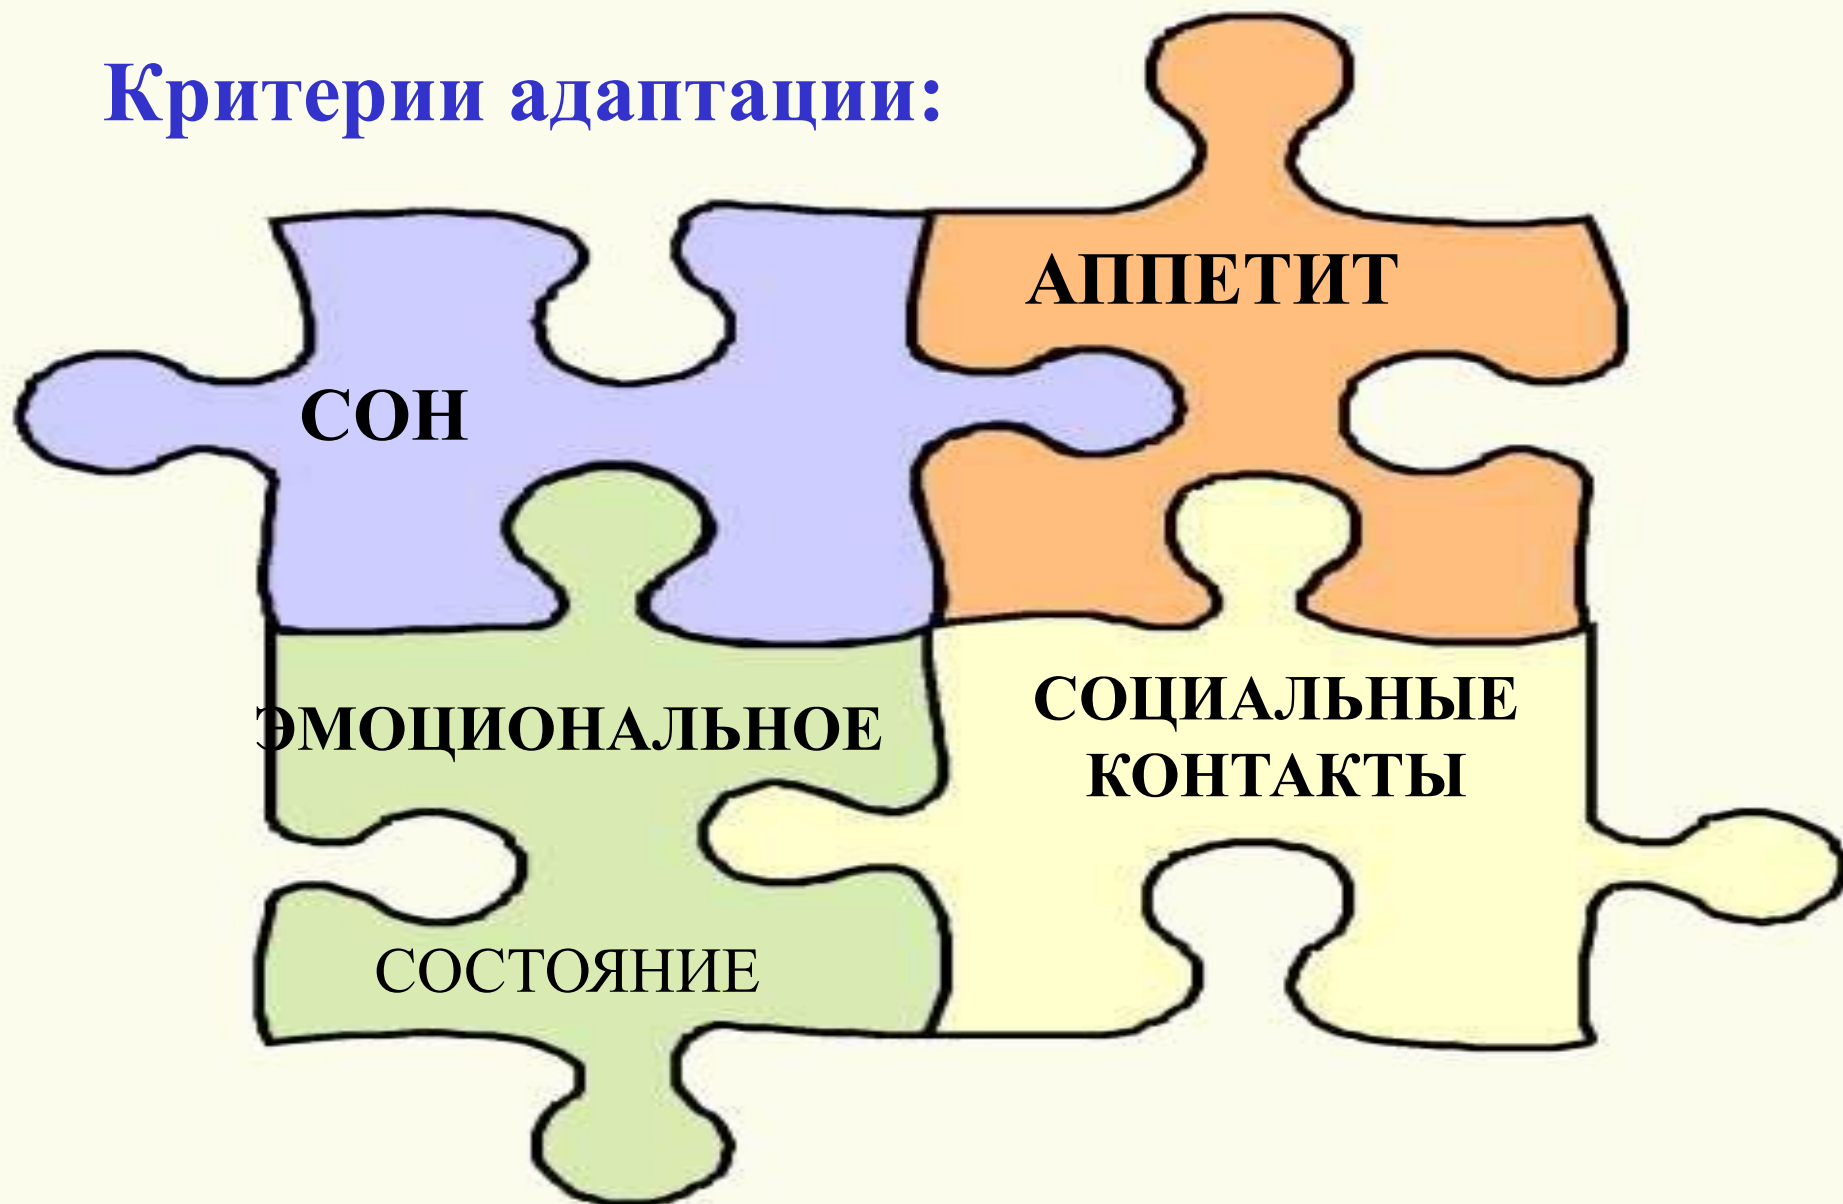 Критерии адаптации:
АППЕТИТ
СОН
ЭМОЦИОНАЛЬНОЕ
СОСТОЯНИЕ
СОЦИАЛЬНЫЕ
КОНТАКТЫ